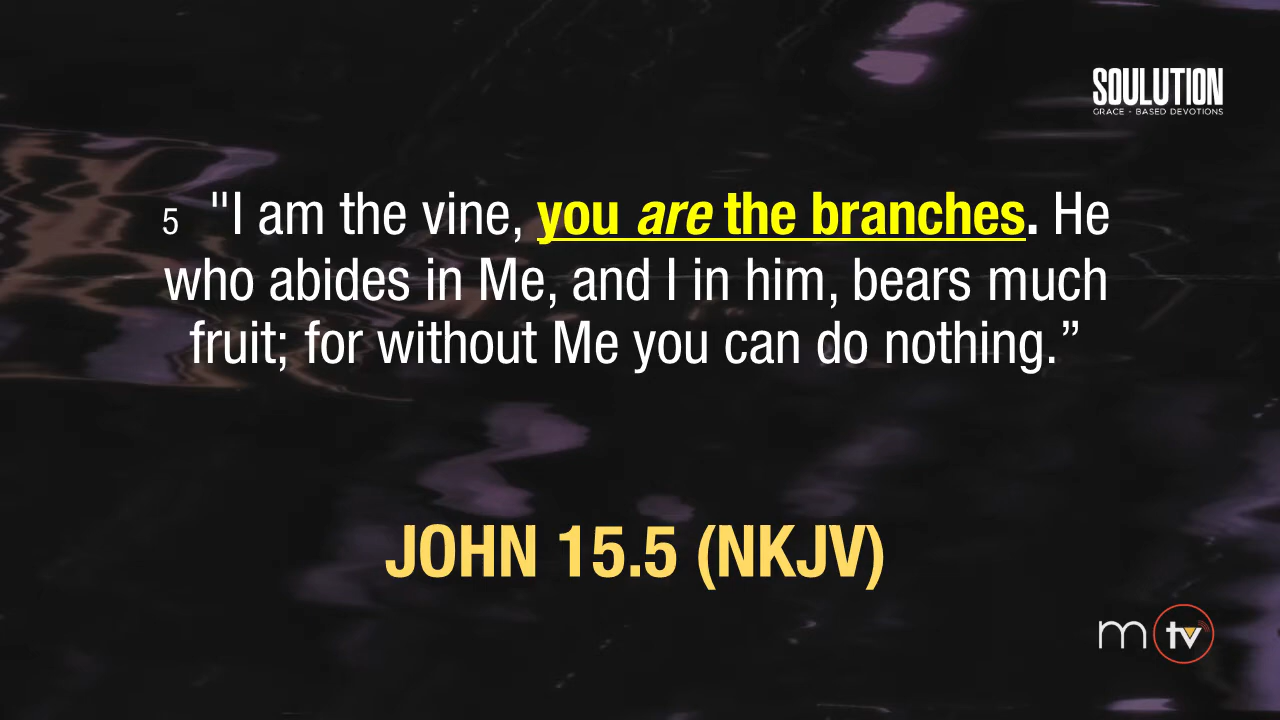 SOULUTION
GRACE - BASED DEVOTIONS
5 "I am the vine, you are the branches. He
who abides in Me, and I in him, bears much
fruit; for without Me you can do nothing.”
JOHN 15.5 (NKJV)
m tv